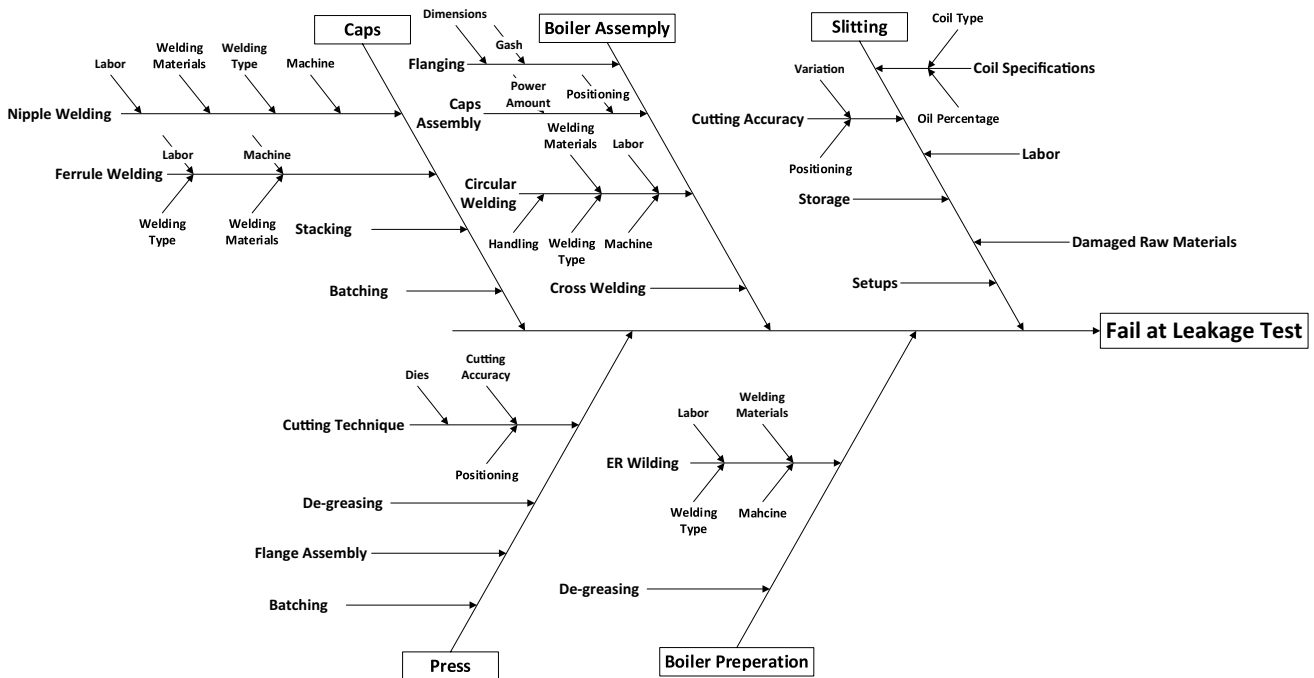 Caps
Labor
Welding
Materials
Welding
Type
Machine
Nipple Welding
Labor
Machine
Ferrule Welding
Welding
Type
Welding
Materials
Stacking
Batching
Boiler Assemply
Dimensions
Gash
Flanging
Power
Amount
Positioning
Caps
Assembly
Welding
Materials
Labor
Circular
Welding
Handling
Welding
Type
Machine
Cross Welding
Slitting
Coil Type
Coil Specifications
Oil Percentage
Variation
Cutting Accuracy
Positioning
Labor
Storage
Damaged Raw Materials
Setups
Fail at Leakage Test
Dies
Cutting
Accuracy
Cutting Technique
Positioning
De-greasing
Flange Assembly
Batching
Press
Labor
Welding
Materials
ER Wilding
Welding
Type
Mahcine
De-greasing
Boiler Preperation